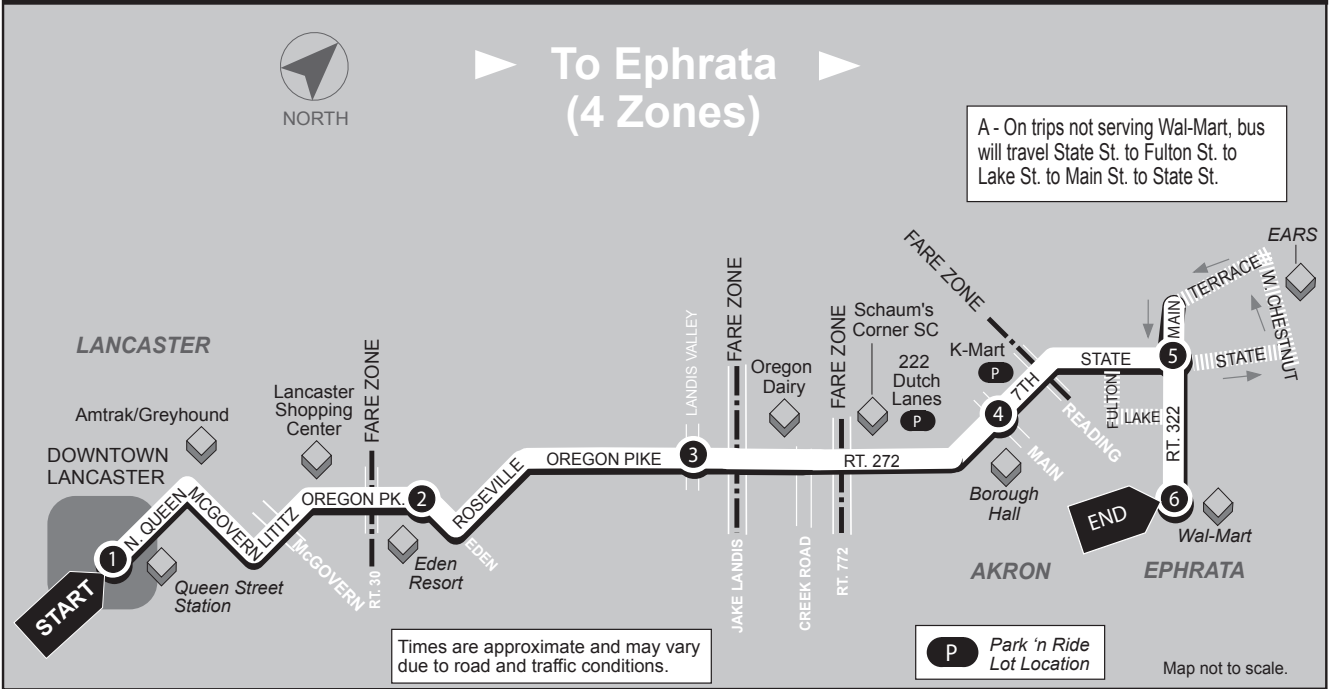 NORTH
To Ephrata
(4 Zones)
A - On trips not serving Wal-Mart, bus
will travel State St. to Fulton St. to
Lake St. to Main St. to State St.
LANCASTER
Amtrak/Greyhound
DOWNTOWN
LANCASTER
START
1
N. QUEEN
Queen Street
Station
MCGOVERN
LITITZ
McGOVERN
Lancaster
Shopping
Center
FARE ZONE
RT. 30
OREGON PK.
2
Eden
Resort
EDEN
ROSEVILLE
OREGON PIKE
LANDIS VALLEY
3
FARE ZONE
JAKE LANDIS
Oregon
Dairy
CREEK ROAD
FARE ZONE
RT. 772
RT. 272
Schaum's
Corner SC
222
Dutch
Lanes
P
K-Mart
P
4
MAIN
Borough
Hall
AKRON
7TH
FARE ZONE
READING
STATE
FULTON
LAKE
5
MAIN
TERRACE
EARS
W. CHESTNUT
STATE
RT. 322
6
END
Wal-Mart
EPHRATA
Times are approximate and may vary
due to road and traffic conditions.
P
Park ‘n Ride
Lot Location
Map not to scale.